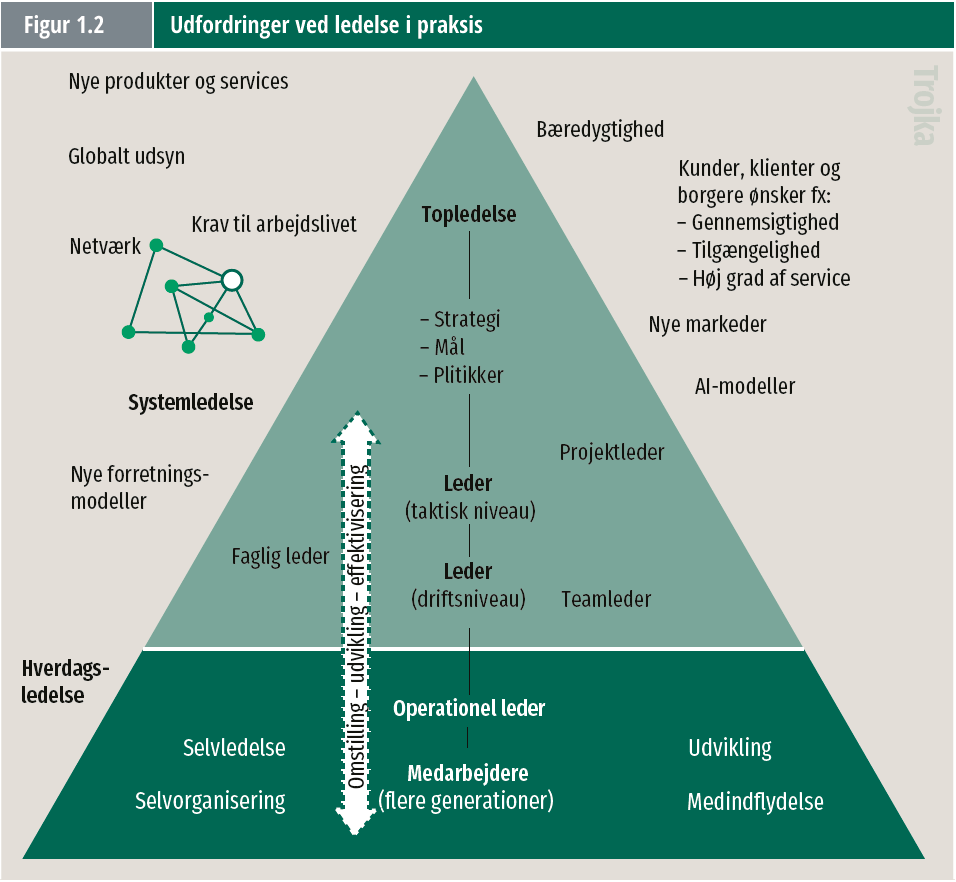 Figur 1.2
Udfordringer ved ledelse i praksis
Trojka
Nye produkter og services
Globalt udsyn
Krav til arbejdslivet
Netværk
Systemledelse
Nye forretnings-
modeller
Bæredygtighed
Kunder, klienter og
borgere ønsker fx:
– Gennemsigtighed
– Tilgængelighed
– Høj grad af service
Nye markeder
AI-modeller
Topledelse
– Strategi
– Mål
– Plitikker
Projektleder
Leder
(taktisk niveau)
Faglig leder
Leder
(driftsniveau)
Teamleder
Omstilling – udvikling – effektivisering
Hverdags-
ledelse
Operationel leder
Selvledelse
Udvikling
Medarbejdere
(flere generationer)
Selvorganisering
Medindflydelse